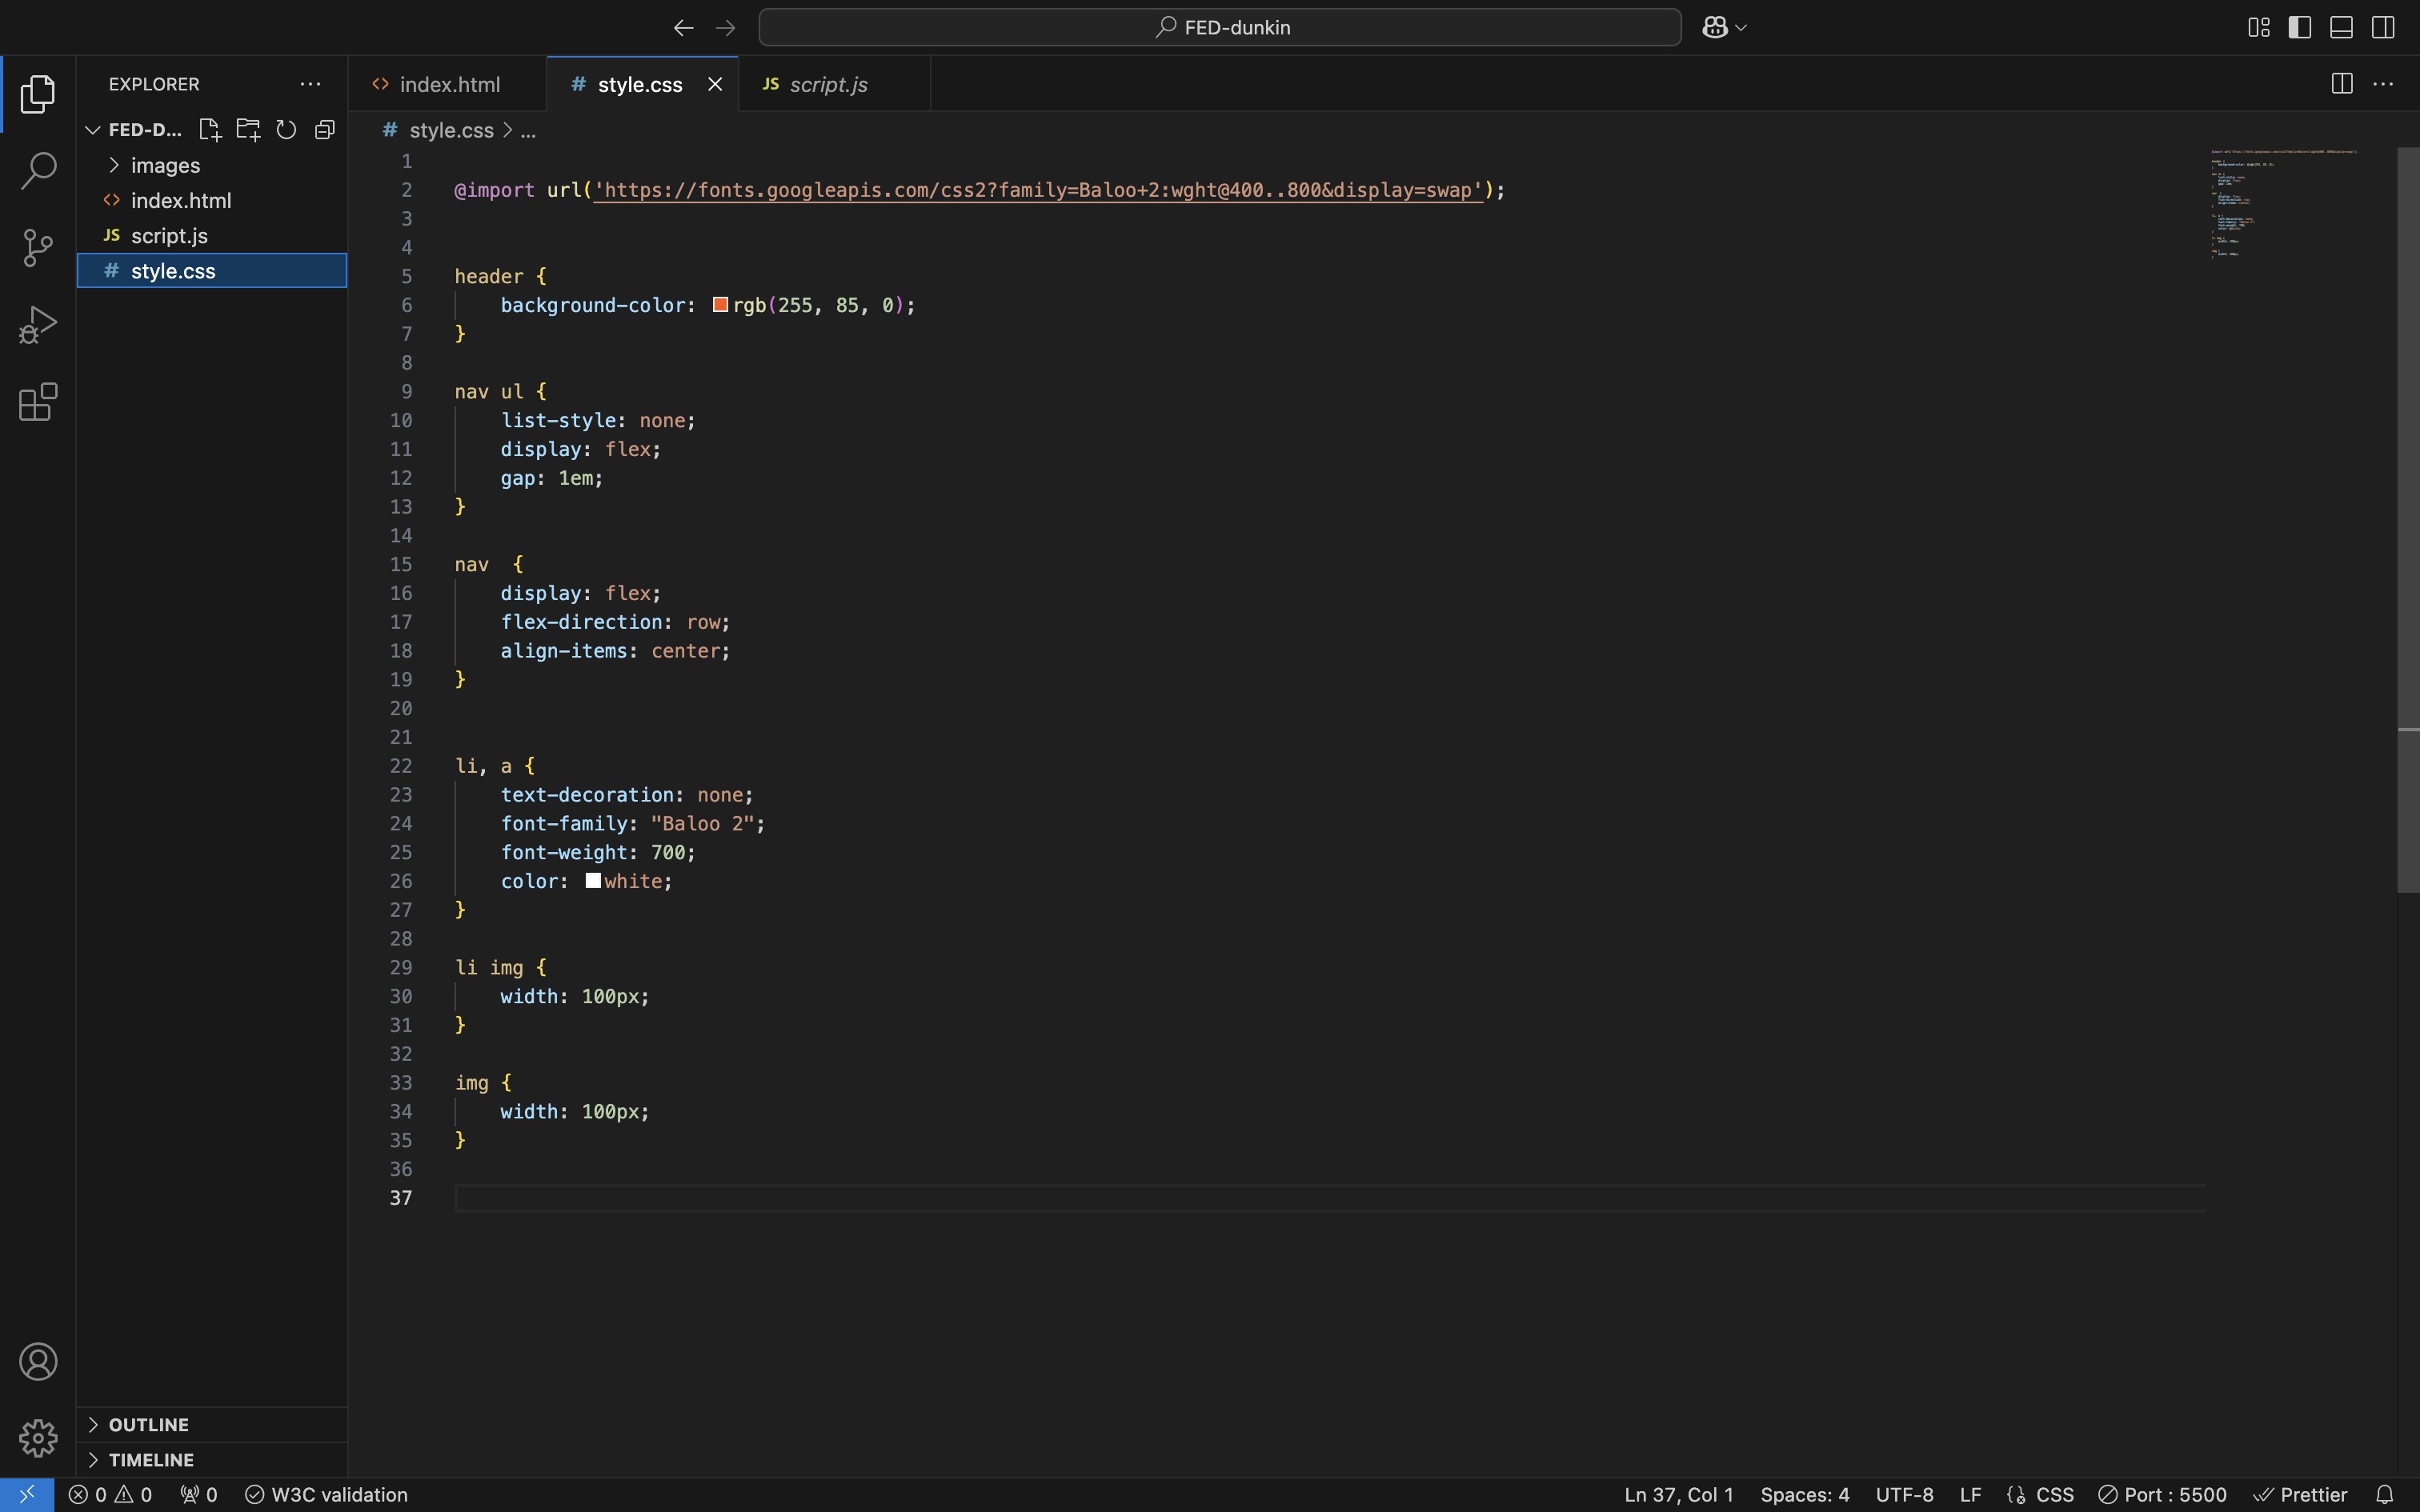 FED-dunkin
EXPLORER
index.html
# style.css
JS script.js
FED-D...
# style.css > ...
images
index.html
JS script.js
# style.css
1
2 @import url('https://fonts.googleapis.com/css2?family=Baloo+2:wght@400..800&display=swap');
3
4
5 header {
6     background-color: rgb(255, 85, 0);
7 }
8
9 nav ul {
10     list-style: none;
11     display: flex;
12     gap: 1em;
13 }
14
15 nav  {
16     display: flex;
17     flex-direction: row;
18     align-items: center;
19 }
20
21
22 li, a {
23     text-decoration: none;
24     font-family: "Baloo 2";
25     font-weight: 700;
26     color: white;
27 }
28
29 li img {
30     width: 100px;
31 }
32
33 img {
34     width: 100px;
35 }
36
37
OUTLINE
TIMELINE
0 0 0 W3C validation Ln 37, Col 1 Spaces: 4 UTF-8 LF CSS Port : 5500 Prettier